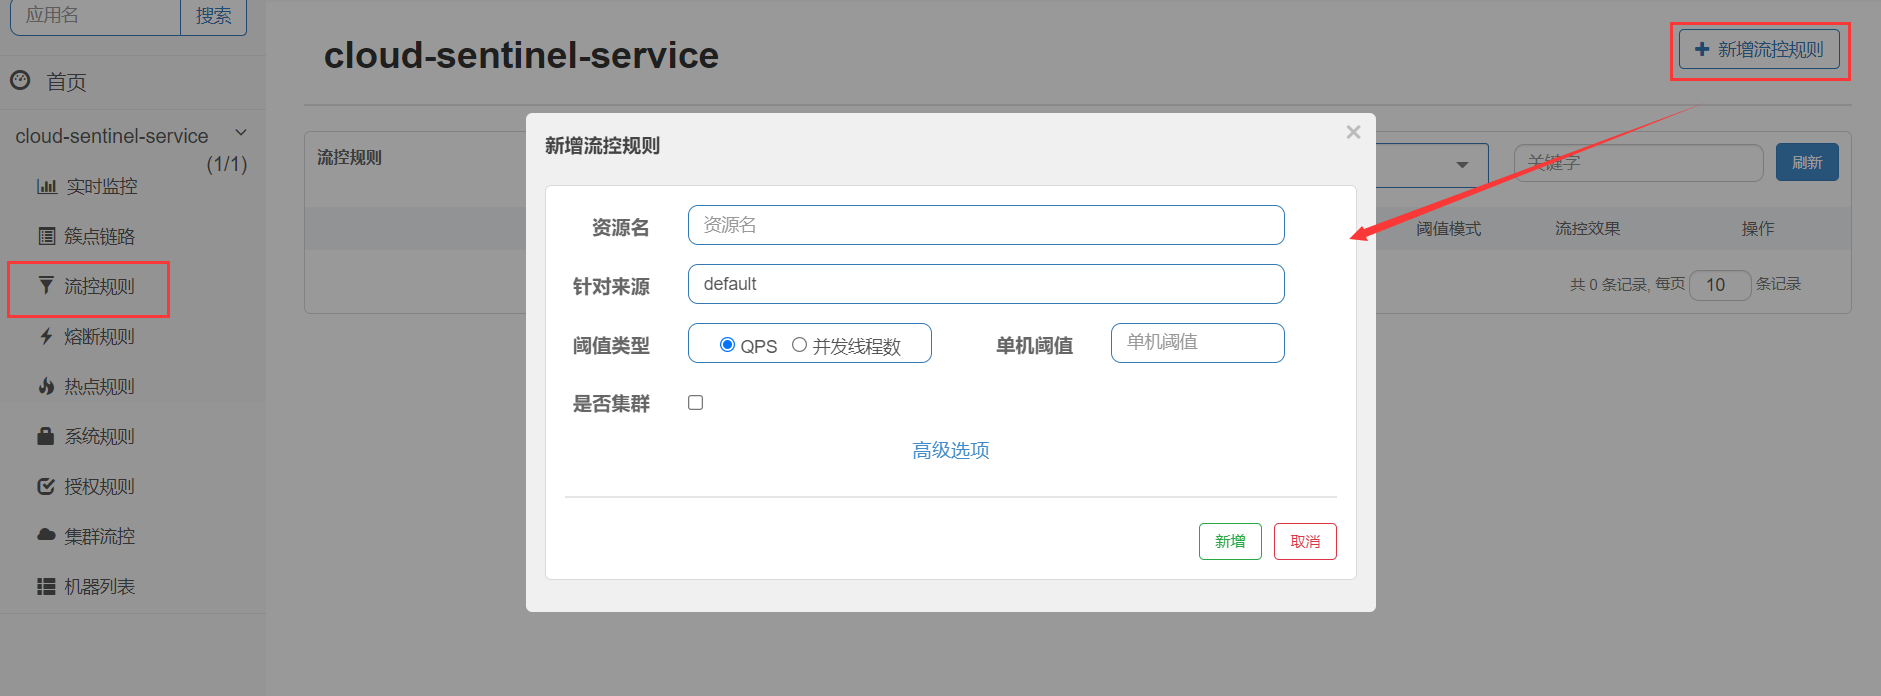 应用名
搜索
首页
cloud-sentinel-service
(1/1)
实时监控
簇点链路
流控规则
熔断规则
热点规则
系统规则
授权规则
集群流控
机器列表
cloud-sentinel-service
新增流控规则
流控规则
关键字
刷新
阈值模式
流控效果
操作
共 0 条记录, 每页 10 条记录
新增流控规则
资源名
资源名
针对来源
default
阈值类型
QPS
并发线程数
单机阈值
单机阈值
是否集群
高级选项
新增
取消